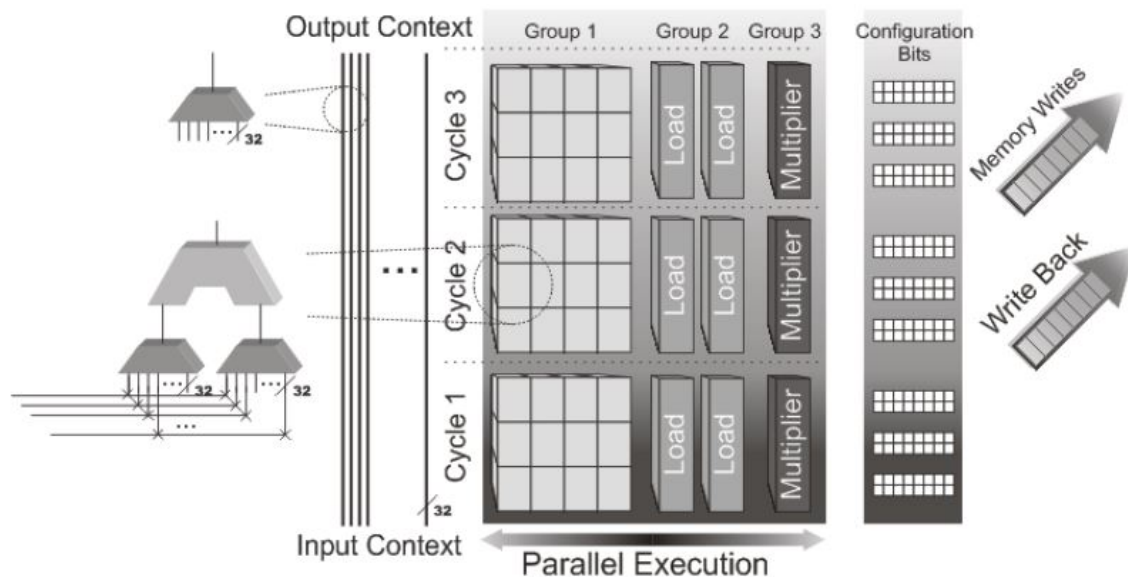 Output Context
Group 1
Group 2
Group 3
Configuration
Bits
32
Cycle 3
Load
Load
Multiplier
Memory Writes
Cycle 2
...
Load
Load
Multiplier
Write Back
32
32
...
Cycle 1
Load
Load
Multiplier
32
Input Context
Parallel Execution